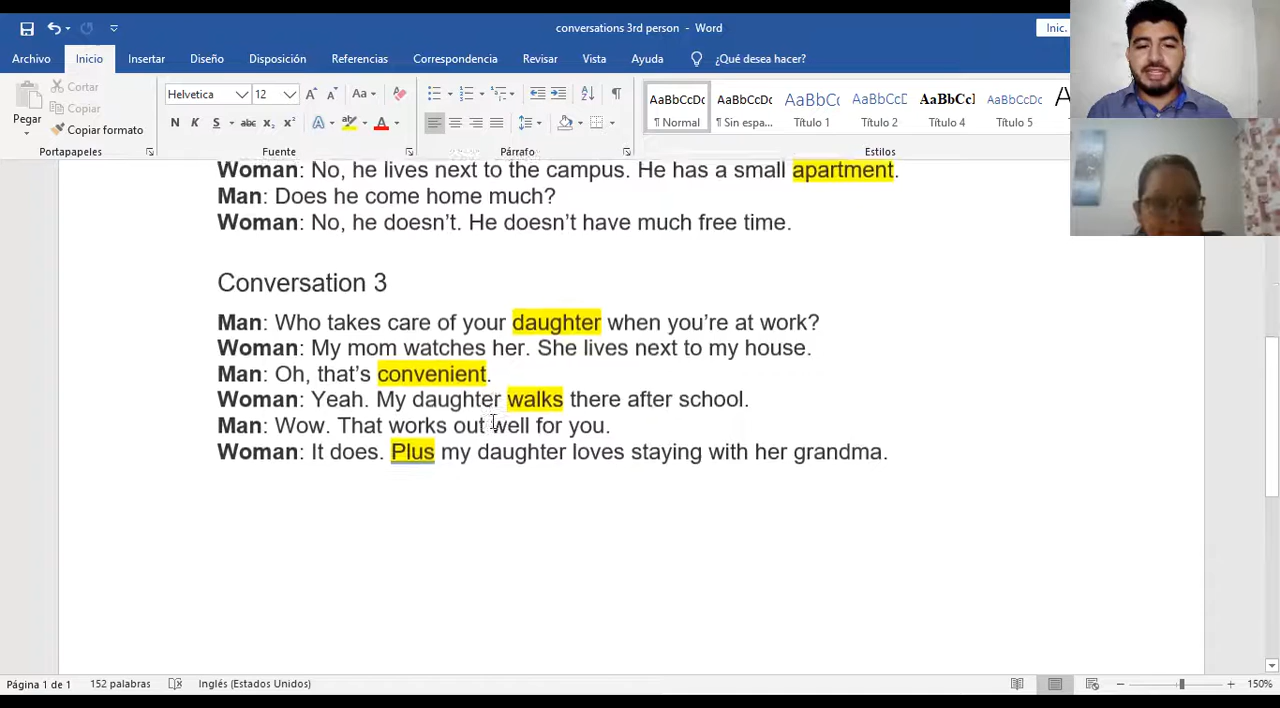 conversations 3rd person - Word
Inic.
Archivo Inicio Insertar Diseño Disposición Referencias Correspondencia Revisar Vista Ayuda ¿Qué desea hacer?
Pegar
Cortar
Copiar
Copiar formato
Portapapeles
Helvetica 12 Aa
N K S abc x₂ x² A A
Fuente
Párrafo
AaBbCcDc AaBbCcDc AaBbC AaBbCcD AaBbCcI AaBbCcDc
¶ Normal ¶ Sin espa... Título 1 Título 2 Título 4 Título 5
Estilos
Woman: No, he lives next to the campus. He has a small apartment.
Man: Does he come home much?
Woman: No, he doesn’t. He doesn’t have much free time.
Conversation 3
Man: Who takes care of your daughter when you’re at work?
Woman: My mom watches her. She lives next to my house.
Man: Oh, that’s convenient.
Woman: Yeah. My daughter walks there after school.
Man: Wow. That works out well for you.
Woman: It does. Plus my daughter loves staying with her grandma.
Página 1 de 1 152 palabras Inglés (Estados Unidos) 150%